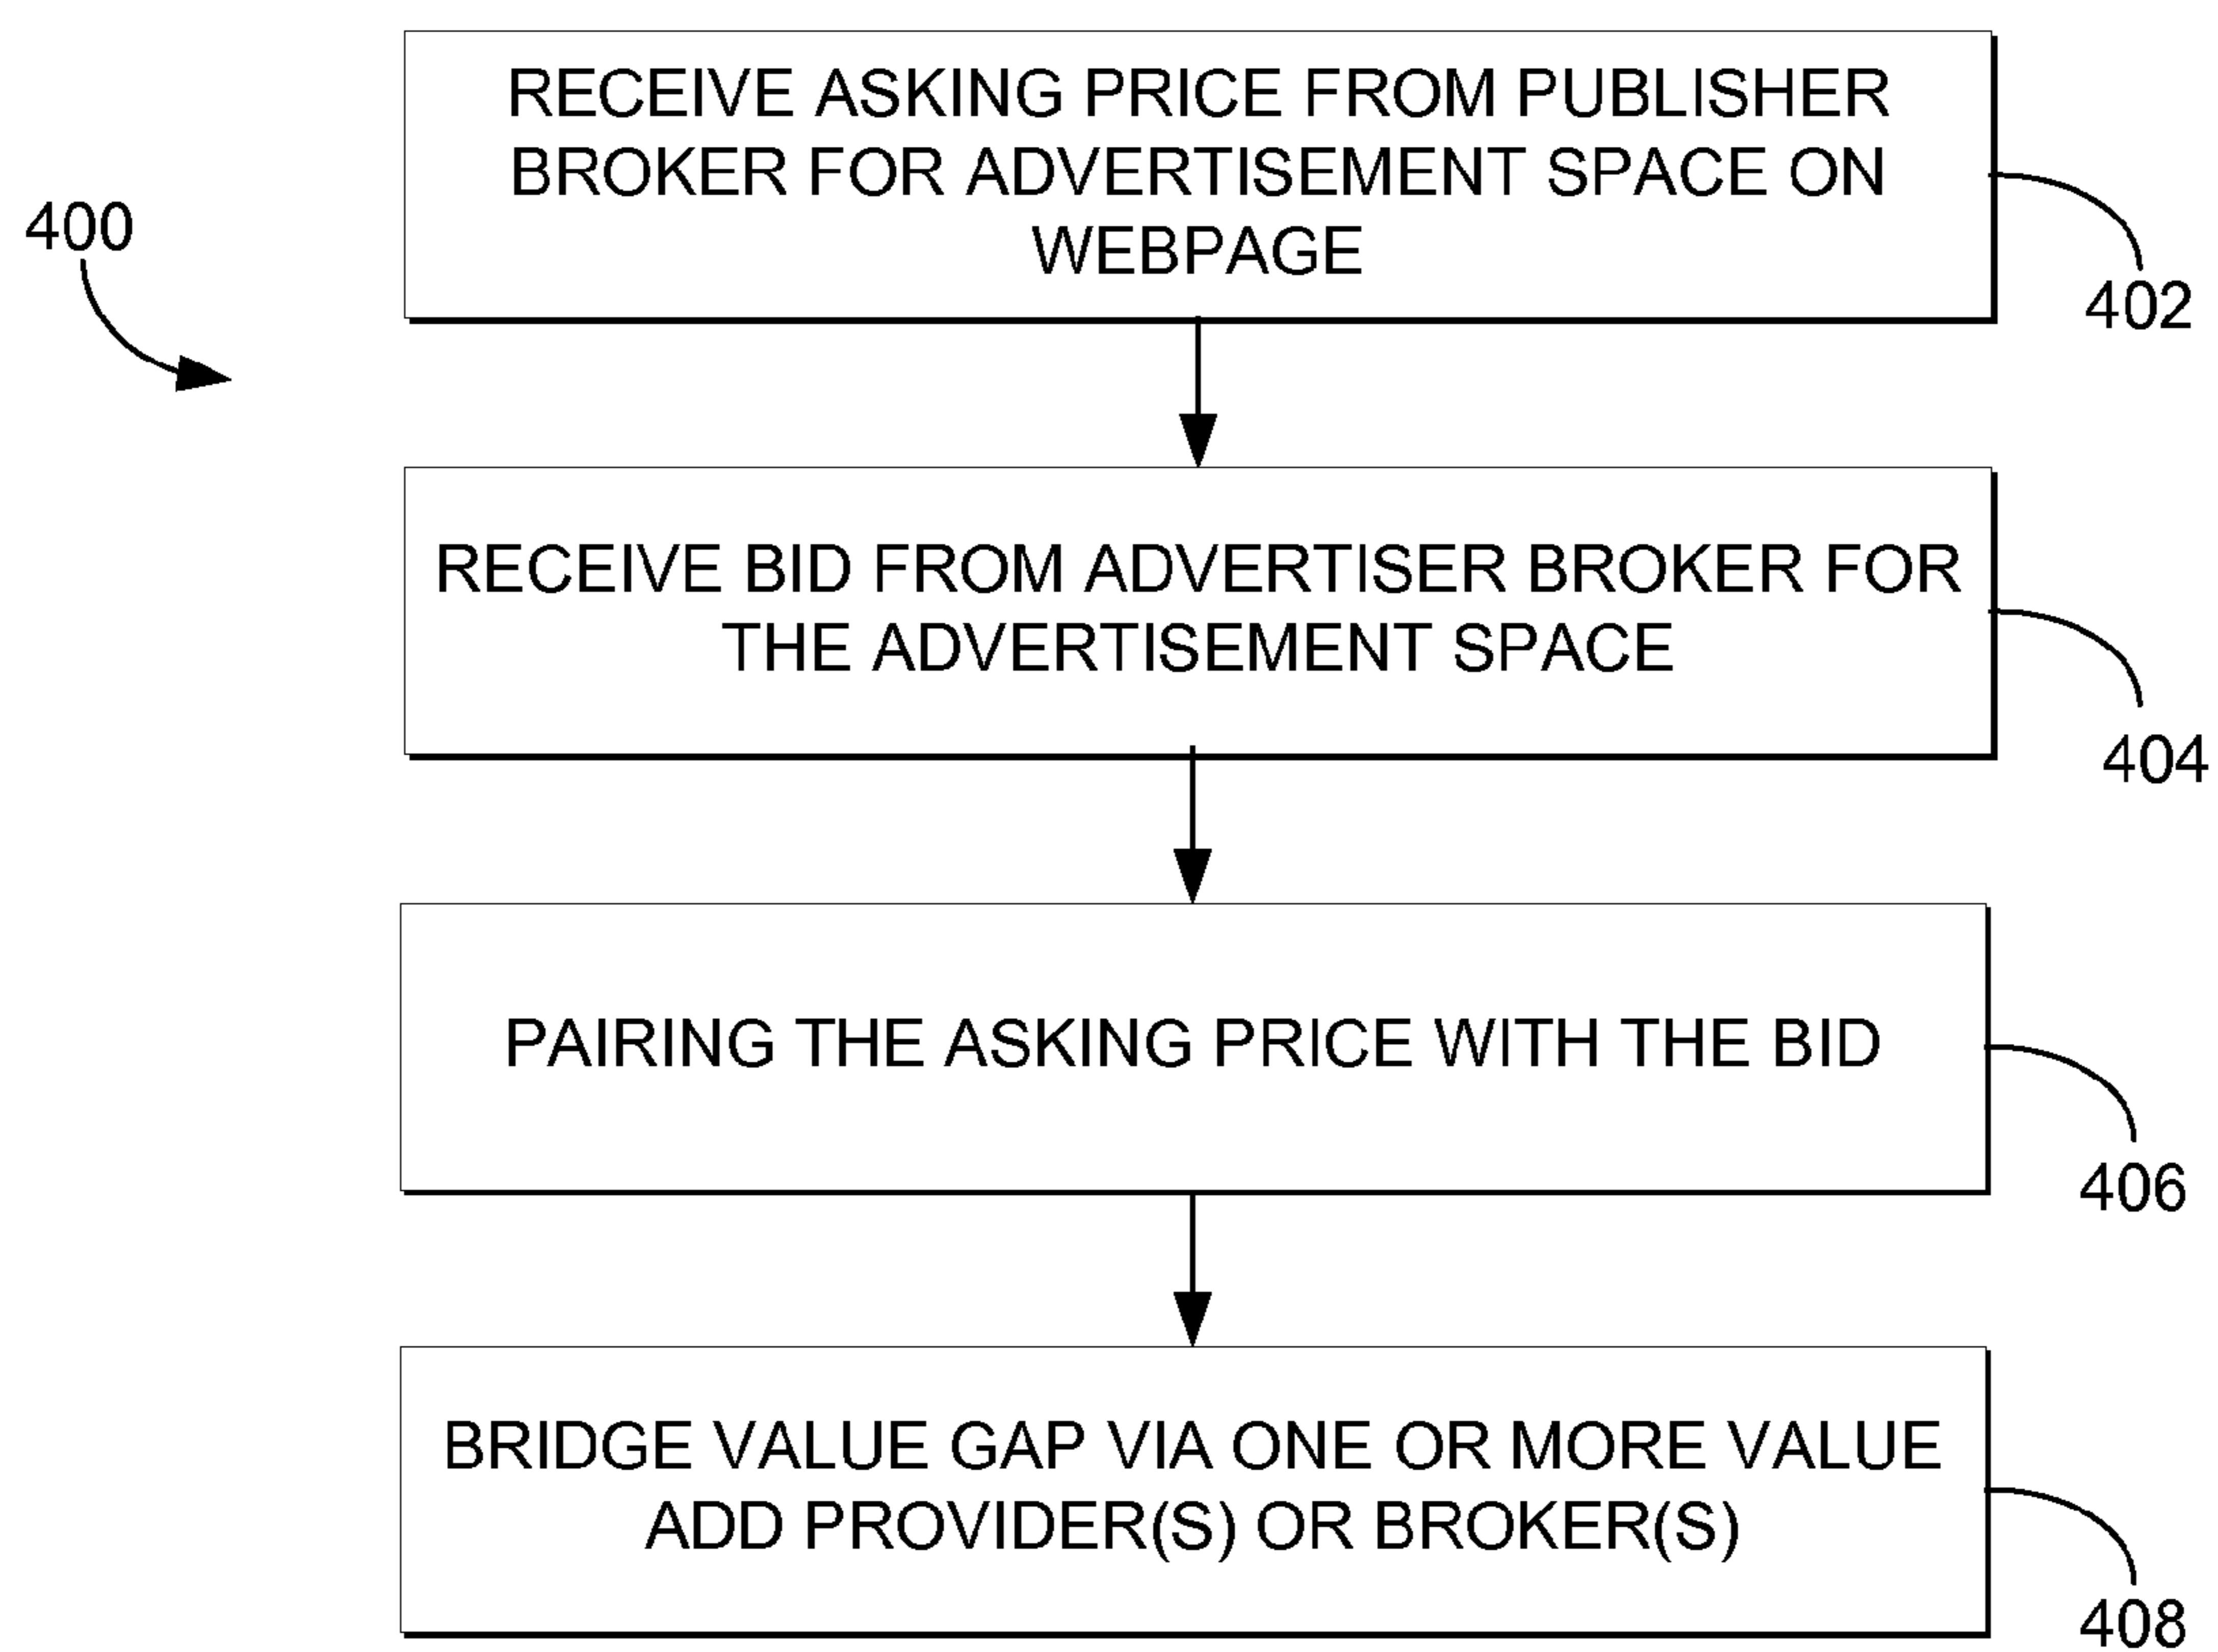 RECEIVE ASKING PRICE FROM PUBLISHER
BROKER FOR ADVERTISEMENT SPACE ON
WEBPAGE
400
402
RECEIVE BID FROM ADVERTISER BROKER FOR
THE ADVERTISEMENT SPACE
404
PAIRING THE ASKING PRICE WITH THE BID
406
BRIDGE VALUE GAP VIA ONE OR MORE VALUE
ADD PROVIDER(S) OR BROKER(S)
408